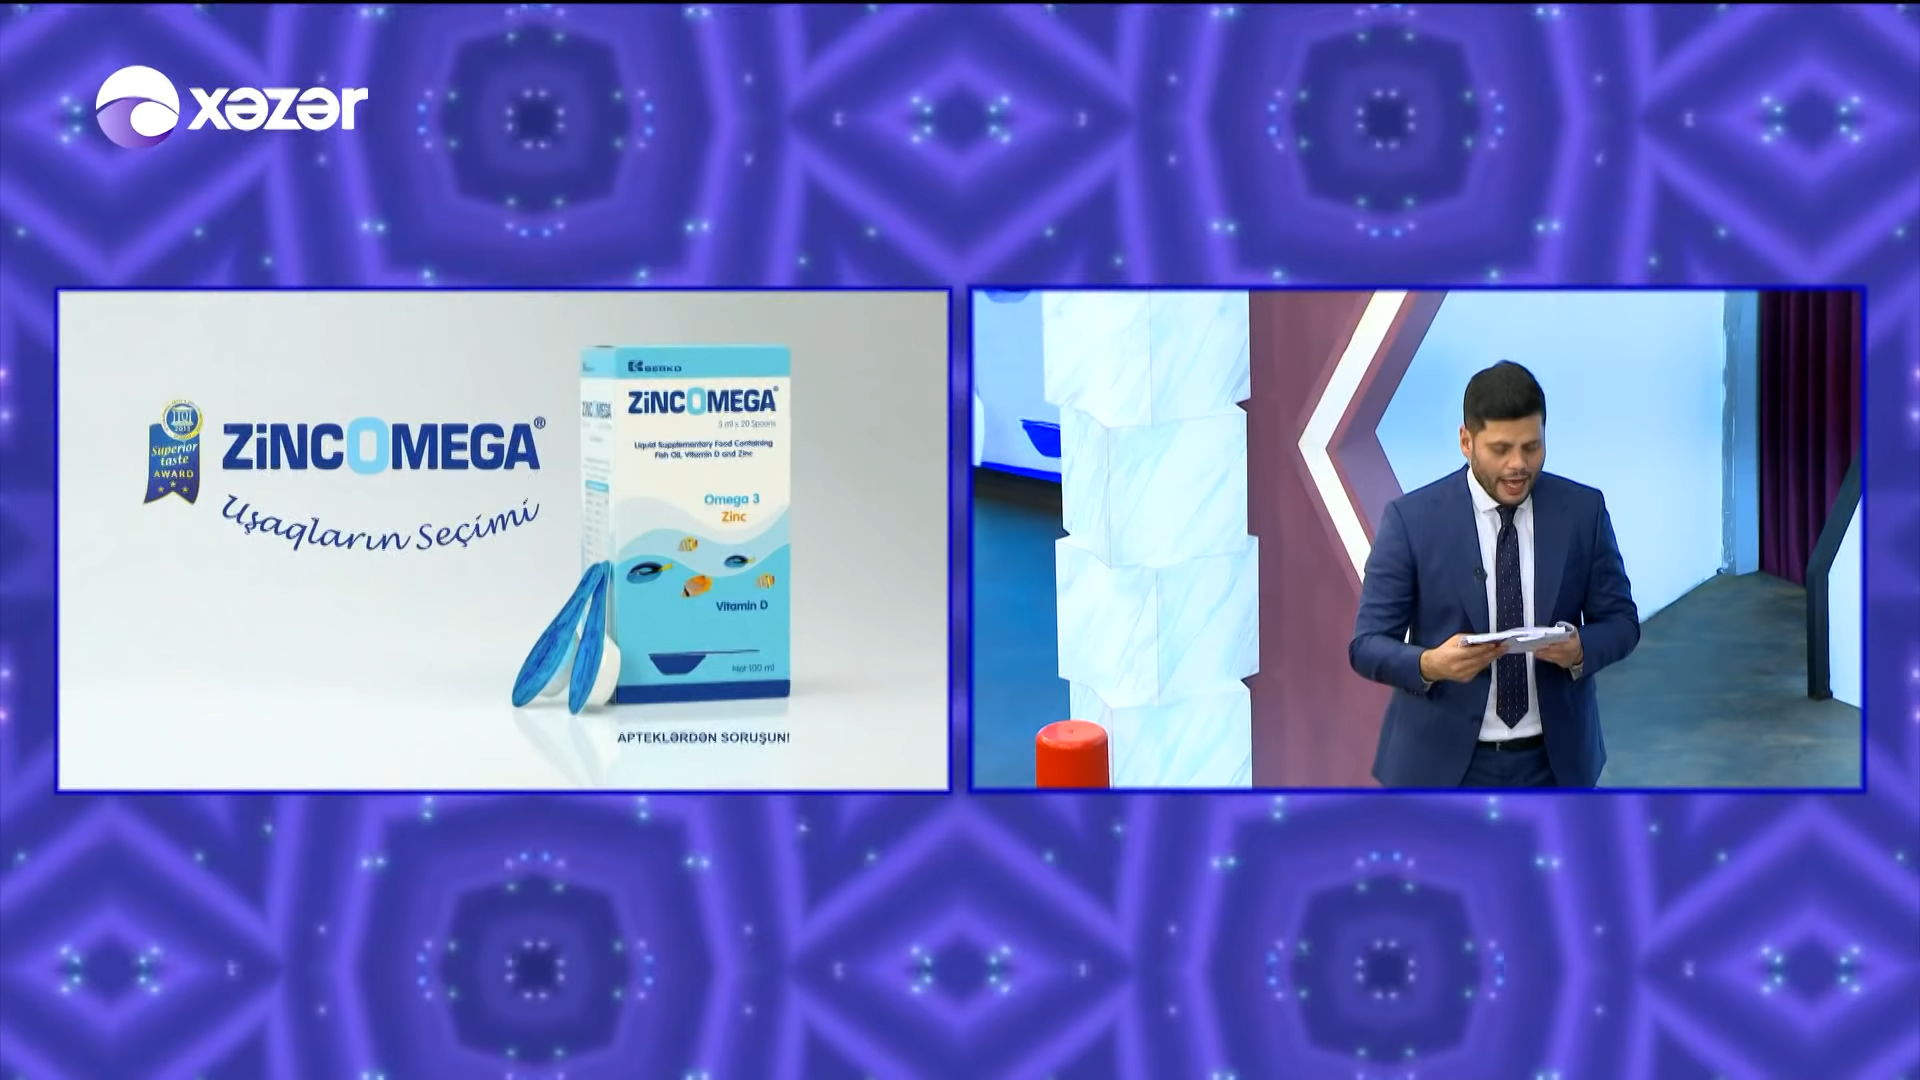 xəzər
Superior
taste
AWARD
ZiNCOMEGA®
Uşaqların Seçimi
BERKO
ZiNCOMEGA®
5 ml x 20 Spoons
Liquid Supplementary Food Containing
Fish Oil, Vitamin D and Zinc
Omega 3
Zinc
Vitamin D
Net 100 ml
APTEKLƏRDƏN SORUŞUN!